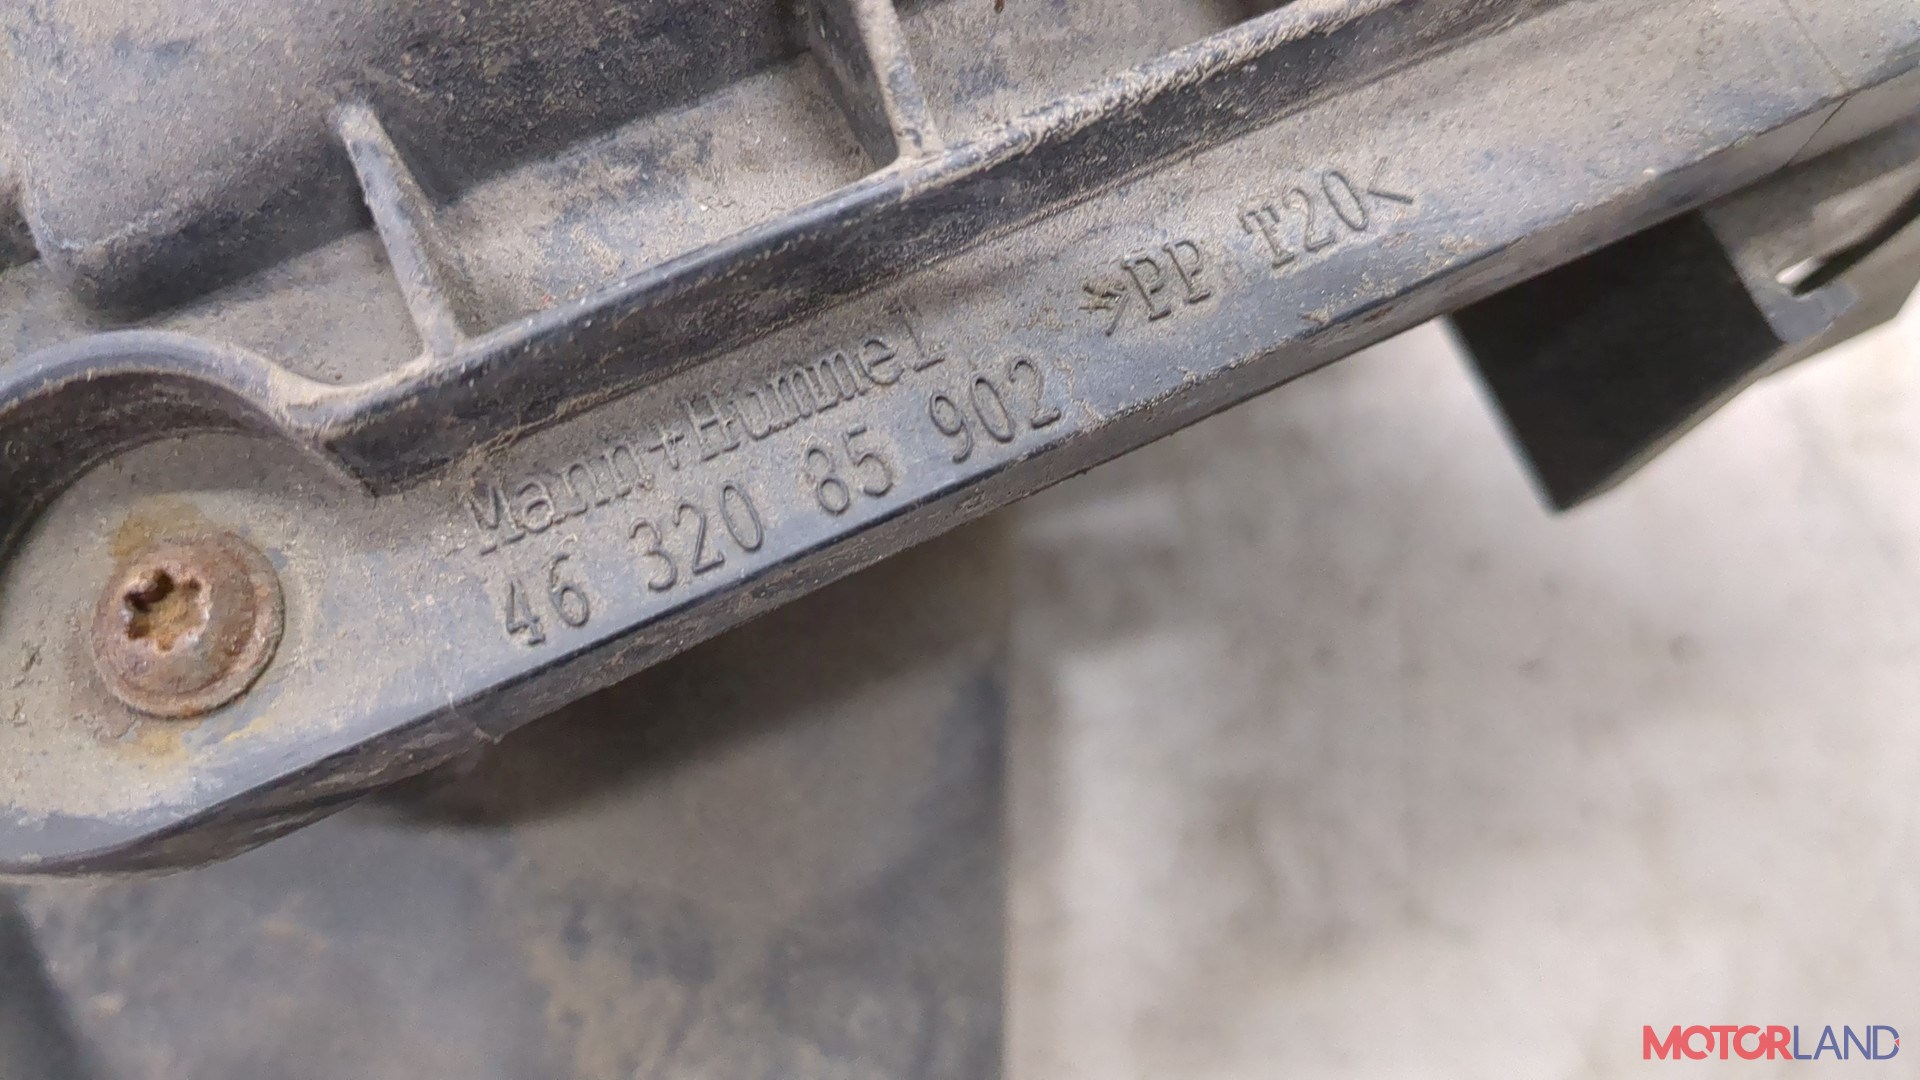 >PP T20<
Mann+Hummel
46 320 85 902
MOTORLAND